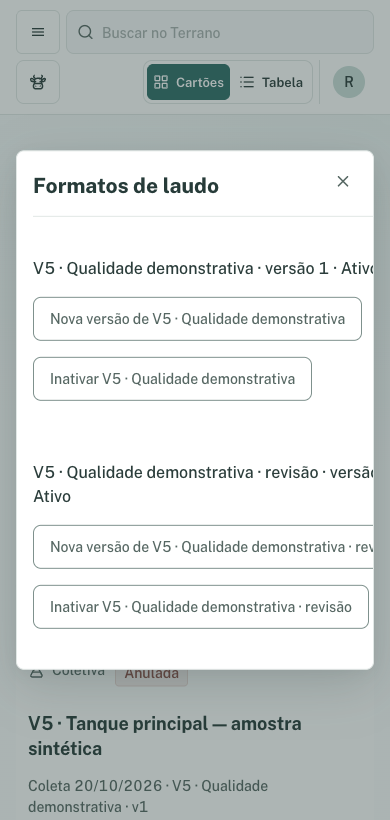 Buscar no Terrano
Cartões
Tabela
R
Formatos de laudo
V5 · Qualidade demonstrativa · versão 1 · Ativo
Nova versão de V5 · Qualidade demonstrativa
Inativar V5 · Qualidade demonstrativa
V5 · Qualidade demonstrativa · revisão · versão
Ativo
Nova versão de V5 · Qualidade demonstrativa · rev
Inativar V5 · Qualidade demonstrativa · revisão
Coletiva
Anulada
V5 · Tanque principal — amostra
sintética
Coleta 20/10/2026 · V5 · Qualidade
demonstrativa · v1